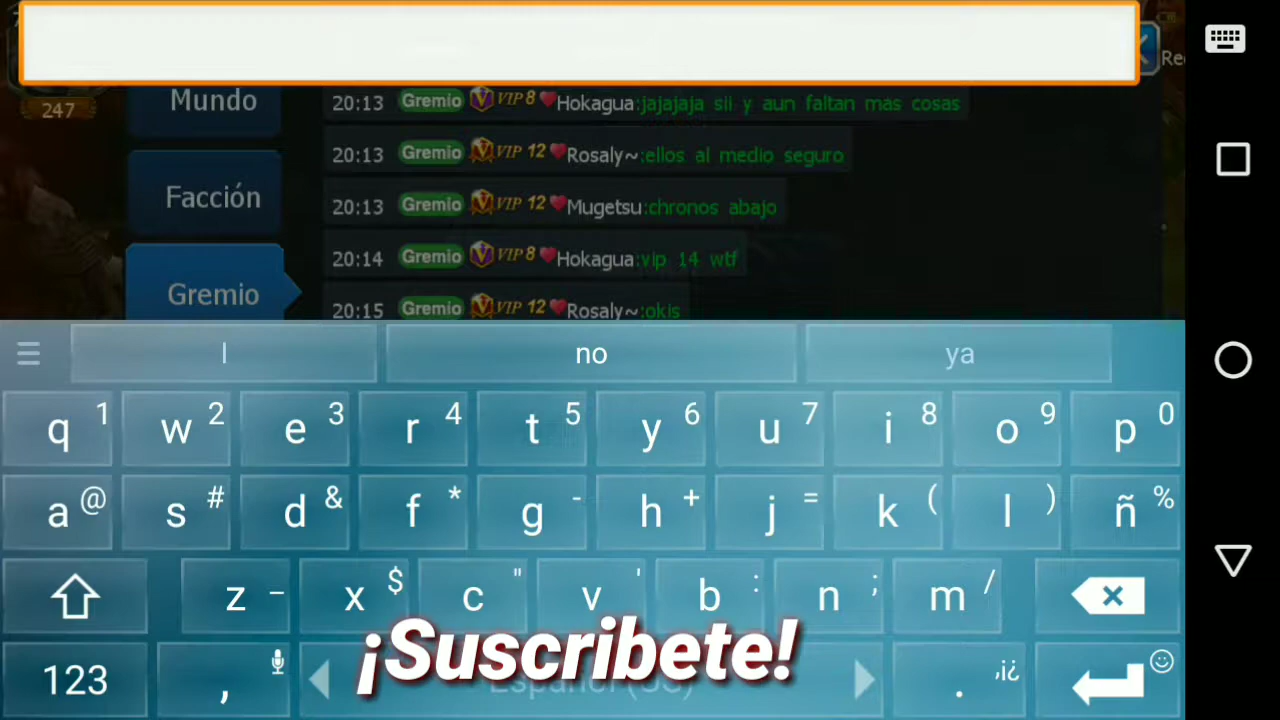 247
Mundo
Facción
Gremio
20:13 Gremio VIP 8 Hokagua:jajajaja sii y aun faltan mas cosas
20:13 Gremio VIP 12 Rosaly~:ellos al medio seguro
20:13 Gremio VIP 12 Mugetsu:chronos abajo
20:14 Gremio VIP 8 Hokagua:vip 14 wtf
20:15 Gremio VIP 12 Rosaly~:okis
I no ya
q 1 w 2 e 3 r 4 t 5 y 6 u 7 i 8 o 9 p 0
a @ s # d & f * g - h + j = k ( l ) ñ %
z _ x $ c " v ' b : n ; m /
¡Suscribete!
123 , Español . ,¡¿